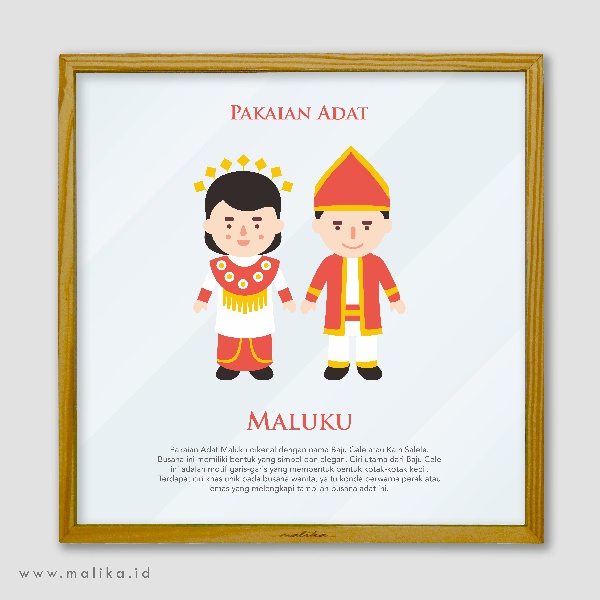 PAKAIAN ADAT
MALUKU
Pakaian Adat Maluku dikenal dengan nama Baju Cele atau Kain Salele.
Busana ini memiliki bentuk yang simpel dan elegan. Ciri utama dari Baju Cele
ini adalah motif garis-garis yang membentuk bentuk kotak-kotak kecil.
Terdapat ciri khas unik pada busana wanita, yaitu konde berwarna perak atau
emas yang melengkapi tampilan busana adat ini.
malika
www.malika.id